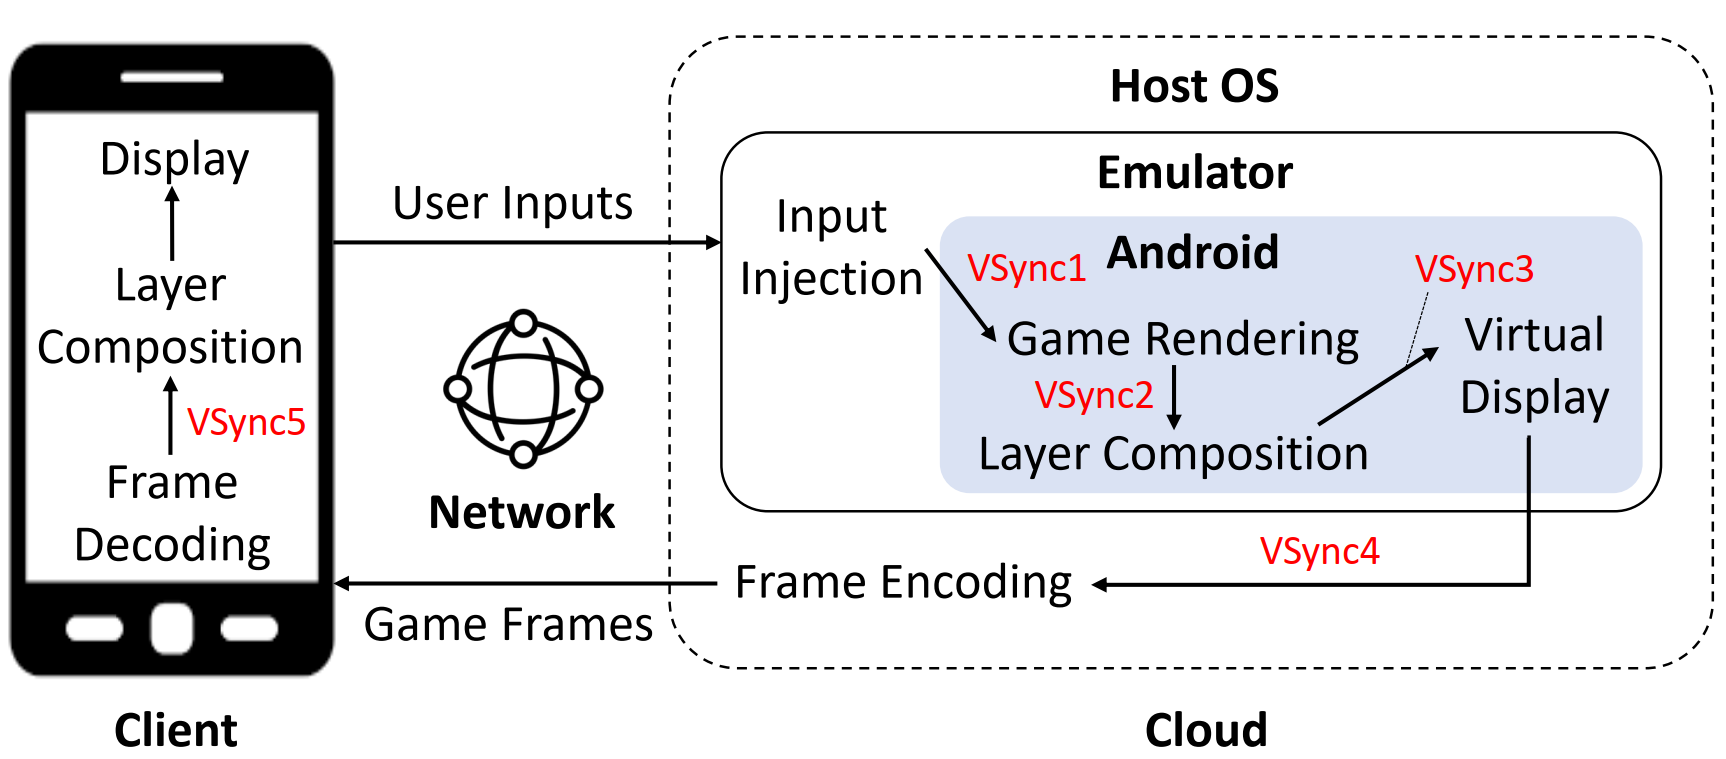 Display
Layer
Composition
VSync5
Frame
Decoding
Client
User Inputs
Network
Game Frames
Host OS
Emulator
Input
Injection
Android
VSync1
VSync3
Game Rendering
Virtual
Display
VSync2
Layer Composition
VSync4
Frame Encoding
Cloud